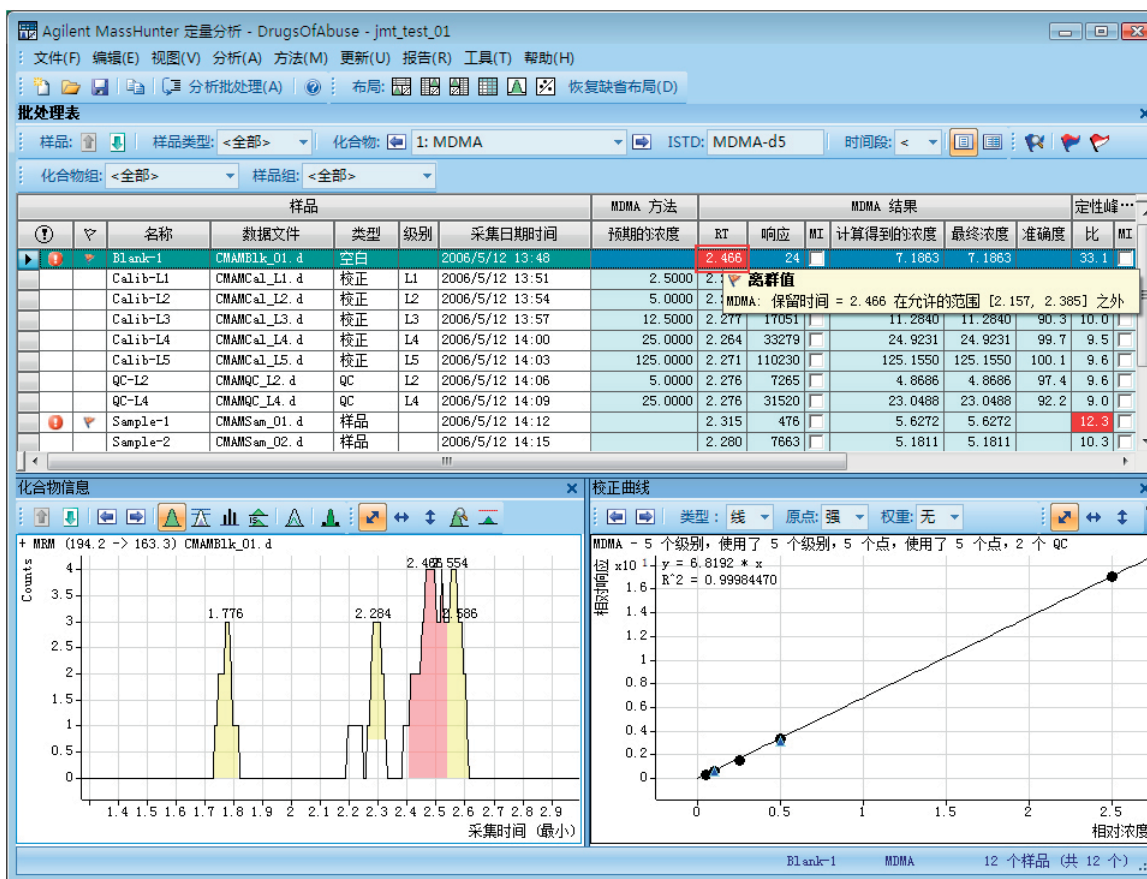 Agilent MassHunter 定量分析 - DrugsOfAbuse - jmt_test_01
文件(F) 编辑(E) 视图(V) 分析(A) 方法(M) 更新(U) 报告(R) 工具(T) 帮助(H)
分析批处理(A) 布局: 恢复缺省布局(D)
批处理表
样品: 样品类型: <全部> 化合物: 1: MDMA ISTD: MDMA-d5 时间段: <
化合物组: <全部> 样品组: <全部>
样品 MDMA 方法 MDMA 结果 定性峰…
名称 数据文件 类型 级别 采集日期时间 预期的浓度 RT 响应 MI 计算得到的浓度 最终浓度 准确度 比 MI
Blank-1 CMAMBlk_01.d 空白 2006/5/12 13:48 2.466 24 7.1863 7.1863 33.1
Calib-L1 CMAMCal_L1.d 校正 L1 2006/5/12 13:51 2.5000 离群值
Calib-L2 CMAMCal_L2.d 校正 L2 2006/5/12 13:54 5.0000 MDMA: 保留时间 = 2.466 在允许的范围 [2.157, 2.385] 之外
Calib-L3 CMAMCal_L3.d 校正 L3 2006/5/12 13:57 12.5000 2.277 17051 11.2840 11.2840 90.3 10.0
Calib-L4 CMAMCal_L4.d 校正 L4 2006/5/12 14:00 25.0000 2.264 33279 24.9231 24.9231 99.7 9.5
Calib-L5 CMAMCal_L5.d 校正 L5 2006/5/12 14:03 125.0000 2.271 110230 125.1550 125.1550 100.1 9.6
QC-L2 CMAMQC_L2.d QC L2 2006/5/12 14:06 5.0000 2.276 7265 4.8686 4.8686 97.4 9.6
QC-L4 CMAMQC_L4.d QC L4 2006/5/12 14:09 25.0000 2.276 31520 23.0488 23.0488 92.2 9.0
Sample-1 CMAMSam_01.d 样品 2006/5/12 14:12 2.315 476 5.6272 5.6272 12.3
Sample-2 CMAMSam_02.d 样品 2006/5/12 14:15 2.280 7663 5.1811 5.1811 10.3
化合物信息
+ MRM (194.2 -> 163.3) CMAMBlk_01.d
Counts
4
3.5
3
2.5
2
1.5
1
0.5
0
1.776 2.284 2.466 2.554 2.586
1.4 1.5 1.6 1.7 1.8 1.9 2 2.1 2.2 2.3 2.4 2.5 2.6 2.7 2.8 2.9
采集时间 (最小)
校正曲线
类型: 线 原点: 强 权重: 无
MDMA - 5 个级别，使用了 5 个级别，5 个点，使用了 5 个点，2 个 QC
相对响应 x10 1
y = 6.8192 * x
R^2 = 0.99984470
1.6
1.4
1.2
1
0.8
0.6
0.4
0.2
0
0 0.5 1 1.5 2 2.5
相对浓度
Blank-1 MDMA 12 个样品 (共 12 个)